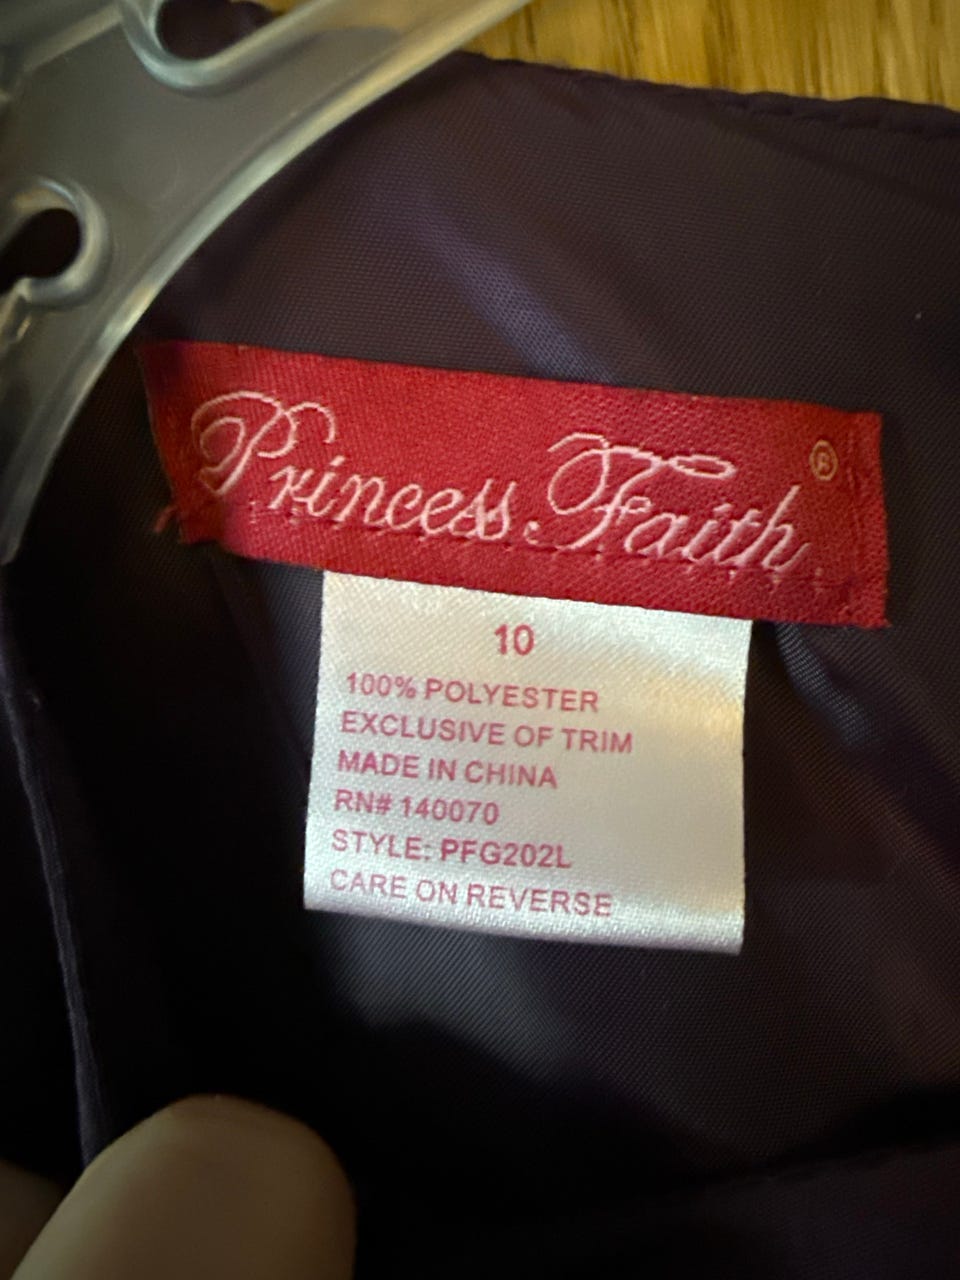 Princess Faith ®
10
100% POLYESTER
EXCLUSIVE OF TRIM
MADE IN CHINA
RN# 140070
STYLE: PFG202L
CARE ON REVERSE